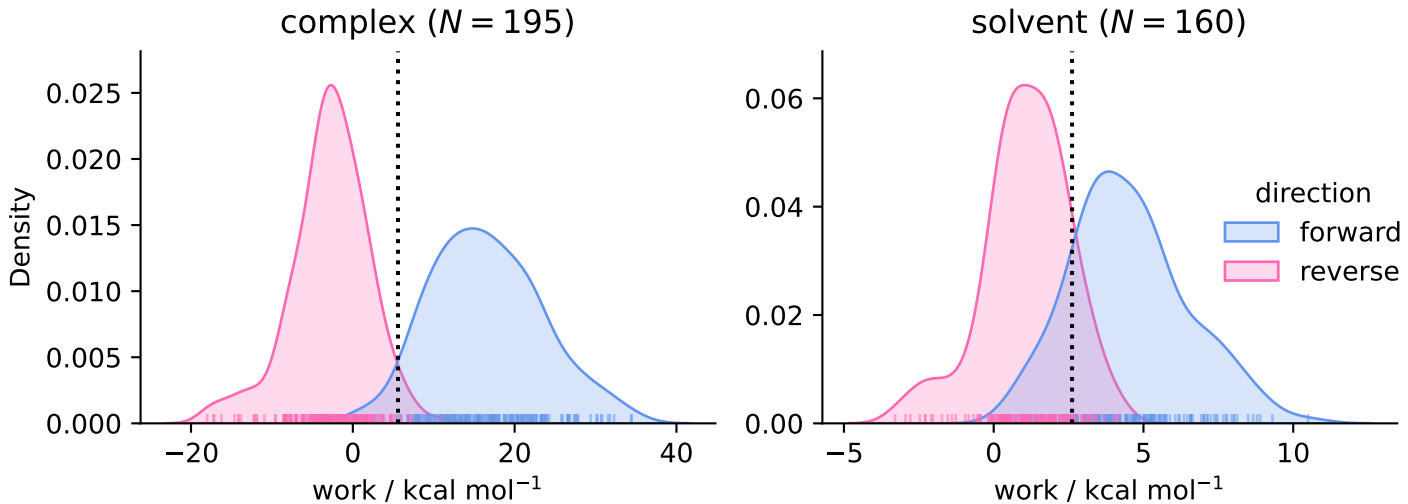 complex (N = 195)
0.025
0.020
0.015
0.010
0.005
0.000
Density
−20 0 20 40
work / kcal mol⁻¹
solvent (N = 160)
0.06
0.04
0.02
0.00
−5 0 5 10
work / kcal mol⁻¹
direction
forward
reverse